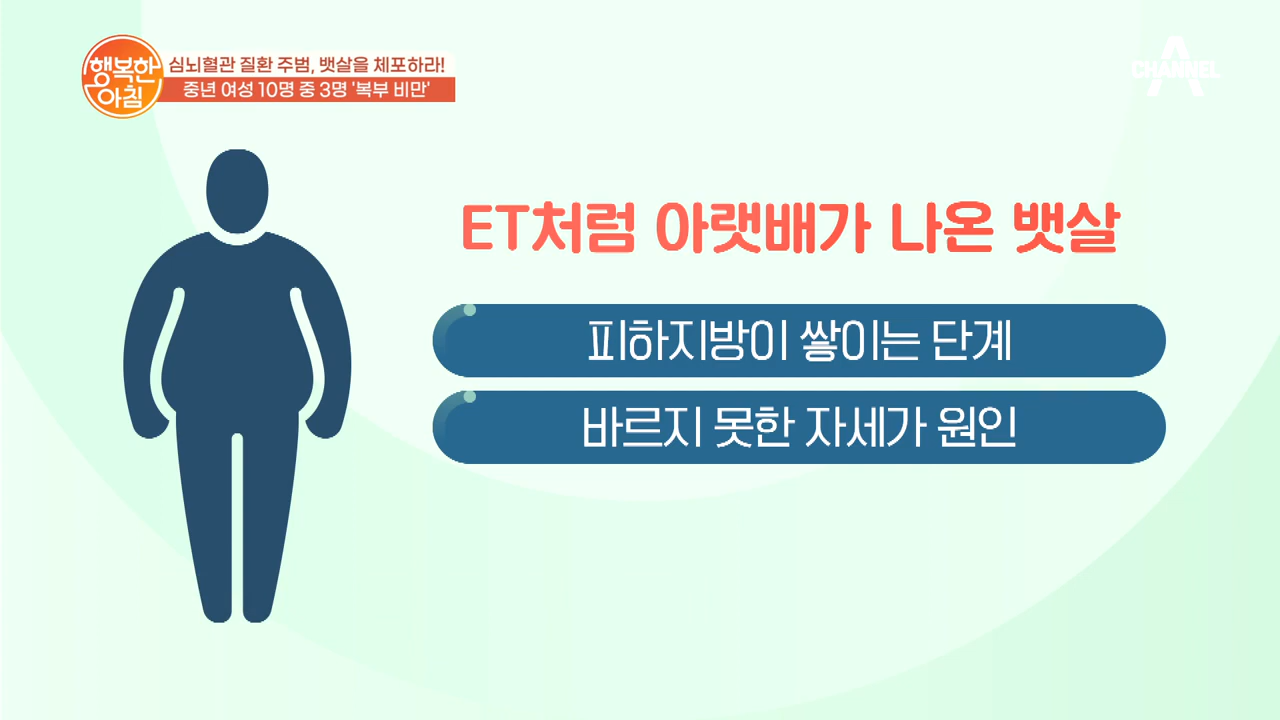 행복한
아침
심뇌혈관 질환 주범, 뱃살을 체포하라!
중년 여성 10명 중 3명 '복부 비만'
CHANNEL A
ET처럼 아랫배가 나온 뱃살
피하지방이 쌓이는 단계
바르지 못한 자세가 원인